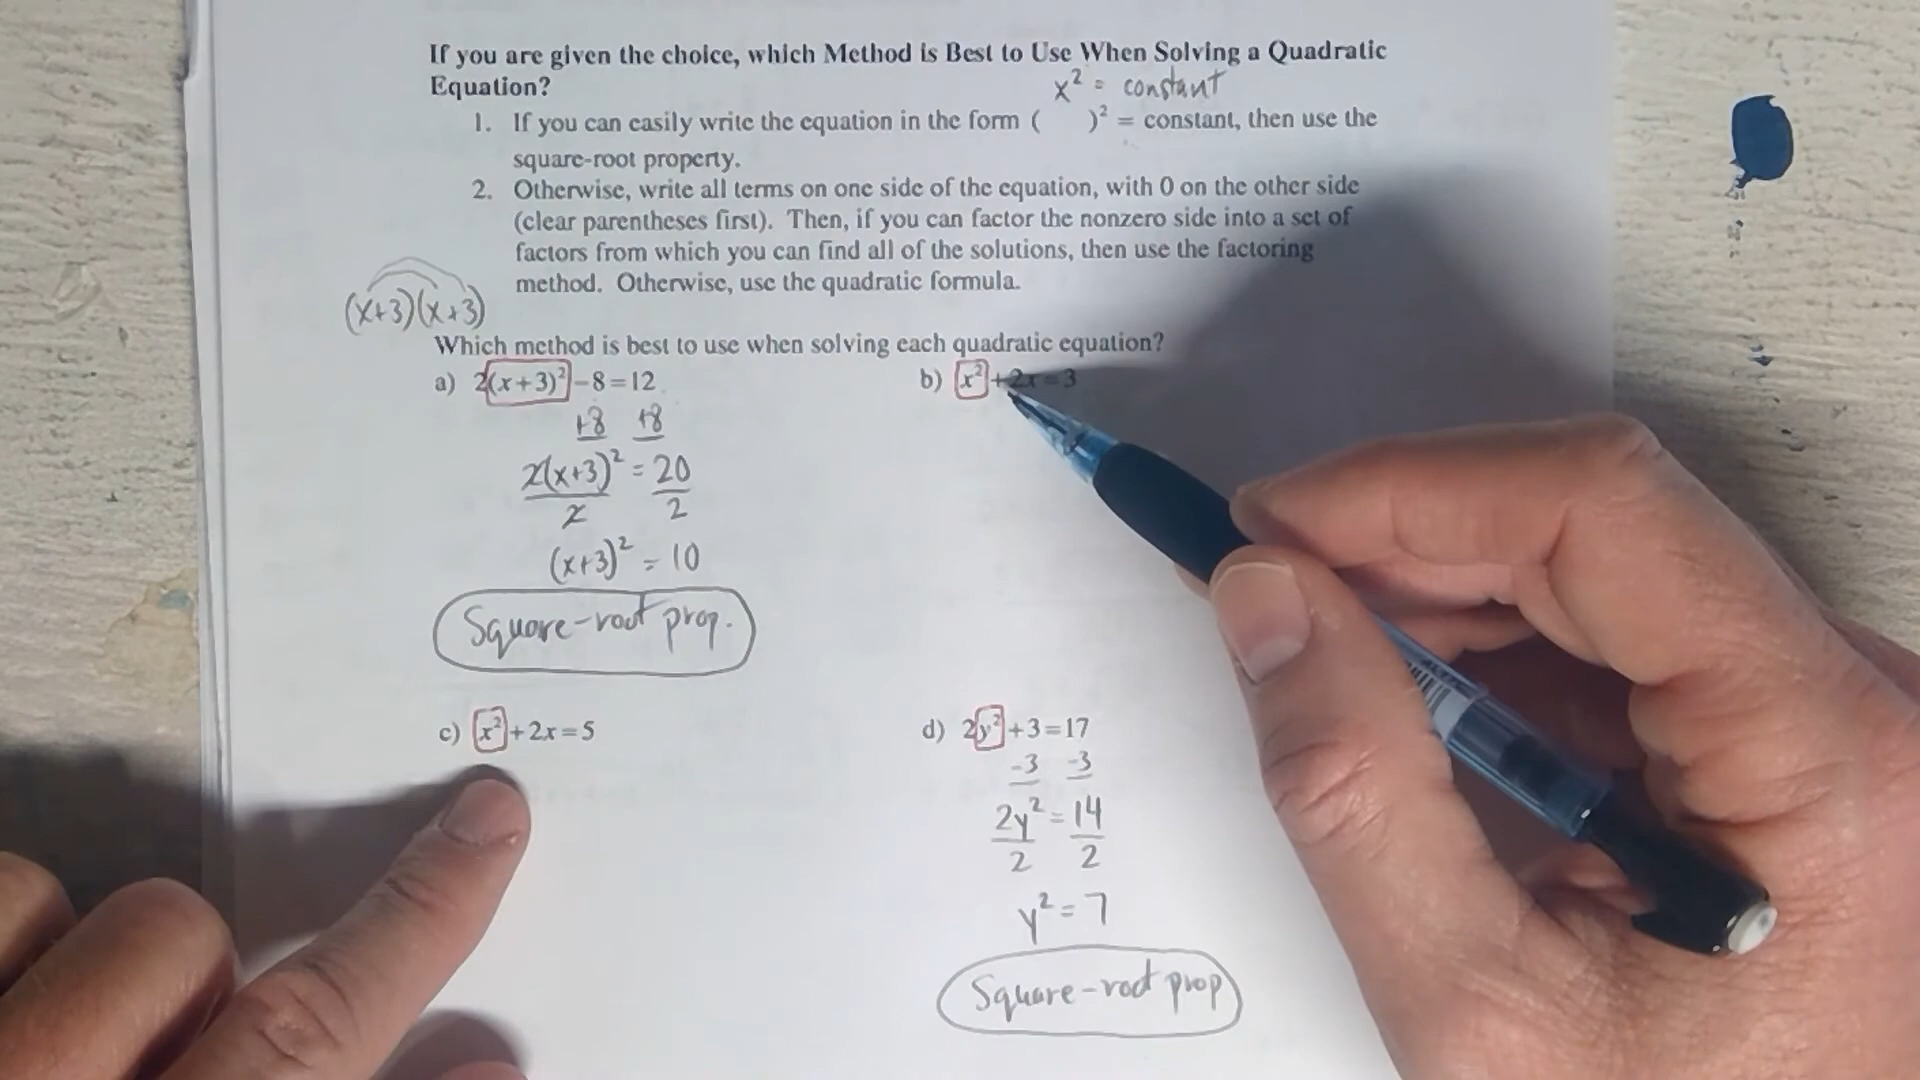 If you are given the choice, which Method is Best to Use When Solving a Quadratic
Equation?
x² = constant
1. If you can easily write the equation in the form ( )² = constant, then use the
square-root property.
2. Otherwise, write all terms on one side of the equation, with 0 on the other side
(clear parentheses first). Then, if you can factor the nonzero side into a set of
factors from which you can find all of the solutions, then use the factoring
method. Otherwise, use the quadratic formula.
(x+3)(x+3)
Which method is best to use when solving each quadratic equation?
a) 2(x+3)²−8=12
+8 +8
2(x+3)² = 20
2 2
(x+3)² = 10
Square-root prop.
b) x²+2x=3
c) x²+2x=5
d) 2y²+3=17
-3 -3
2y² = 14
2 2
y² = 7
Square-root prop